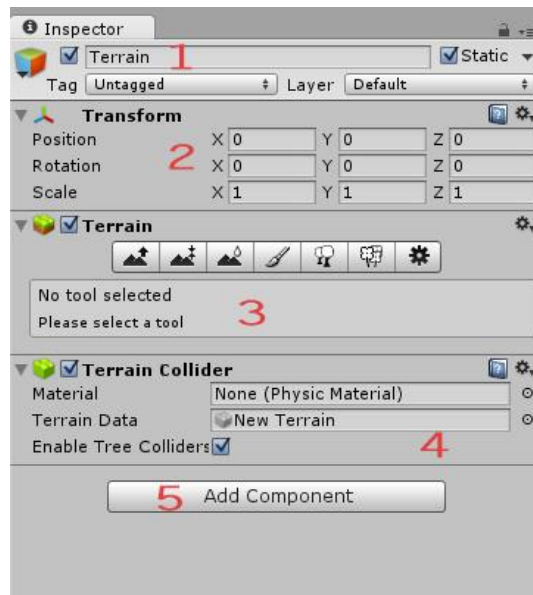 Inspector
Terrain 1 Static
Tag Untagged Layer Default
Transform
Position X 0 Y 0 Z 0
2
Rotation X 0 Y 0 Z 0
Scale X 1 Y 1 Z 1
Terrain
No tool selected
Please select a tool 3
Terrain Collider
Material None (Physic Material)
Terrain Data New Terrain
Enable Tree Colliders 4
5 Add Component